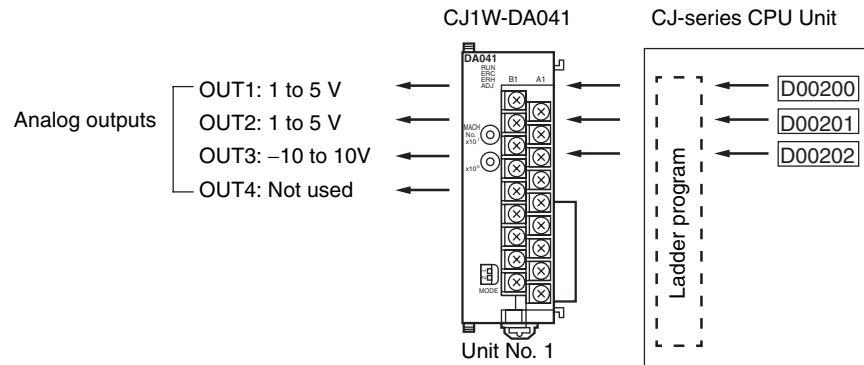 CJ1W-DA041
CJ-series CPU Unit
DA041
RUN
ERC
ERH
ADJ
B1 A1
Analog outputs
OUT1: 1 to 5 V
OUT2: 1 to 5 V
OUT3: −10 to 10V
OUT4: Not used
MACH
No.
x10¹
x10⁰
MODE
Unit No. 1
Ladder program
D00200
D00201
D00202